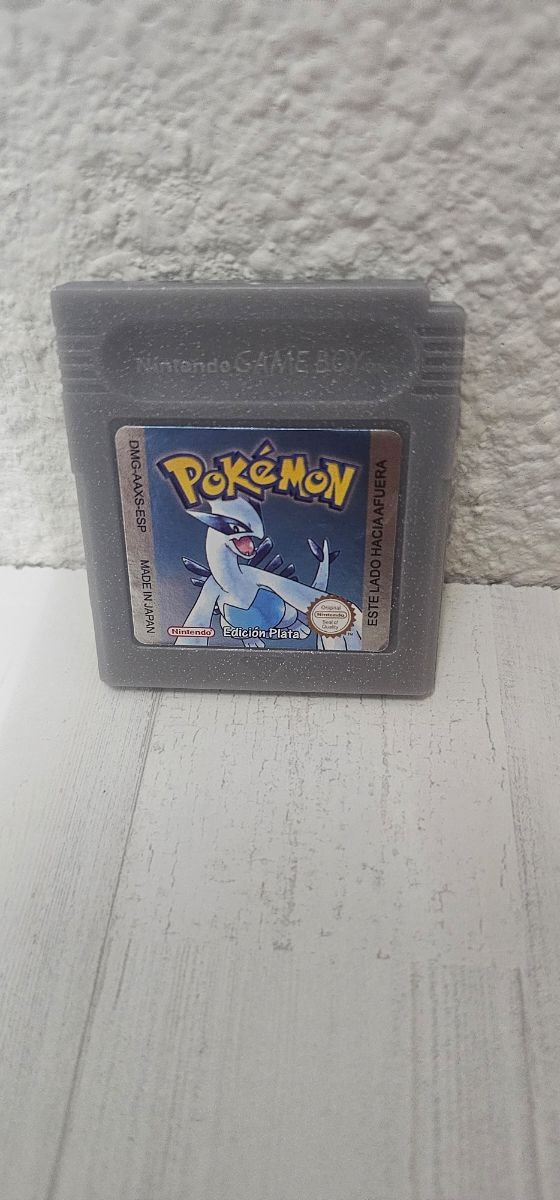 Nintendo GAME BOY
POKéMON
DMG-AAXS-ESP
MADE IN JAPAN
ESTE LADO HACIA AFUERA
Nintendo
Edición Plata
Original
Nintendo
Seal of
Quality
TM